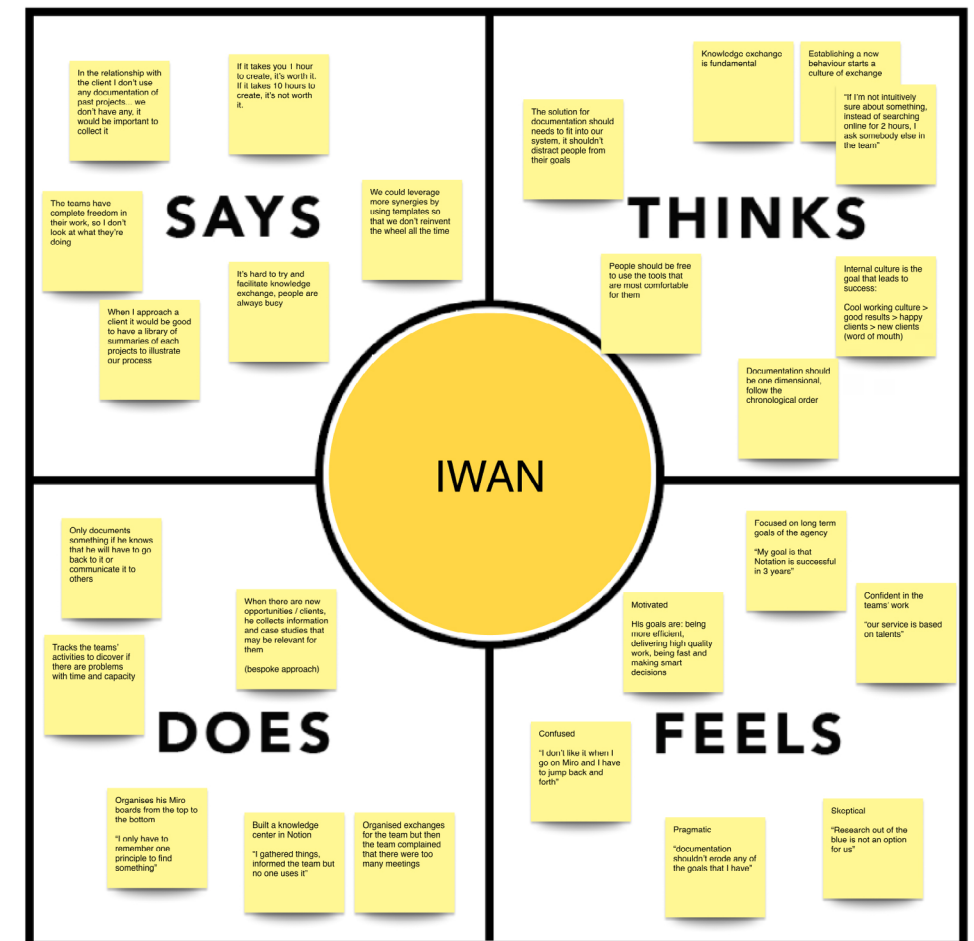 In the relationship with
the client I don't use
any documentation of
past projects... we
don't have any, it
would be important to
collect it
If it takes you 1 hour
to create, it's worth it.
If it takes 10 hours to
create, it's not worth
it.
The teams have
complete freedom in
their work, so I don't
look at what they're
doing
SAYS
We could leverage
more synergies by
using templates so
that we don't reinvent
the wheel all the time
It's hard to try and
facilitate knowledge
exchange, people are
always busy
When I approach a
client it would be good
to have a library of
summaries of each
projects to illustrate
our process
Knowledge exchange
is fundamental
Establishing a new
behaviour starts a
culture of exchange
"If I'm not intuitively
sure about something,
instead of searching
online for 2 hours, I
ask somebody else in
the team"
The solution for
documentation should
needs to fit into our
system, it shouldn't
distract people from
their goals
THINKS
People should be free
to use the tools that
are most comfortable
for them
Internal culture is the
goal that leads to
success:
Cool working culture >
good results > happy
clients > new clients
(word of mouth)
Documentation should
be one dimensional,
follow the
chronological order
IWAN
Only documents
something if he knows
that he will have to go
back to it or
communicate it to
others
When there are new
opportunities / clients,
he collects information
and case studies that
may be relevant for
them
(bespoke approach)
Tracks the teams'
activities to dicover if
there are problems
with time and capacity
DOES
Organises his Miro
boards from the top to
the bottom
"I only have to
remember one
principle to find
something"
Built a knowledge
center in Notion
"I gathered things,
informed the team but
no one uses it"
Organised exchanges
for the team but then
the team complained
that there were too
many meetings
Focused on long term
goals of the agency
"My goal is that
Notation is successful
in 3 years"
Motivated
His goals are: being
more efficient,
delivering high quality
work, being fast and
making smart
decisions
Confident in the
teams' work
"our service is based
on talents"
FEELS
Confused
"I don't like it when I
go on Miro and I have
to jump back and
forth"
Pragmatic
"documentation
shouldn't erode any of
the goals that I have"
Skoptical
"Research out of the
blue is not an option
for us"